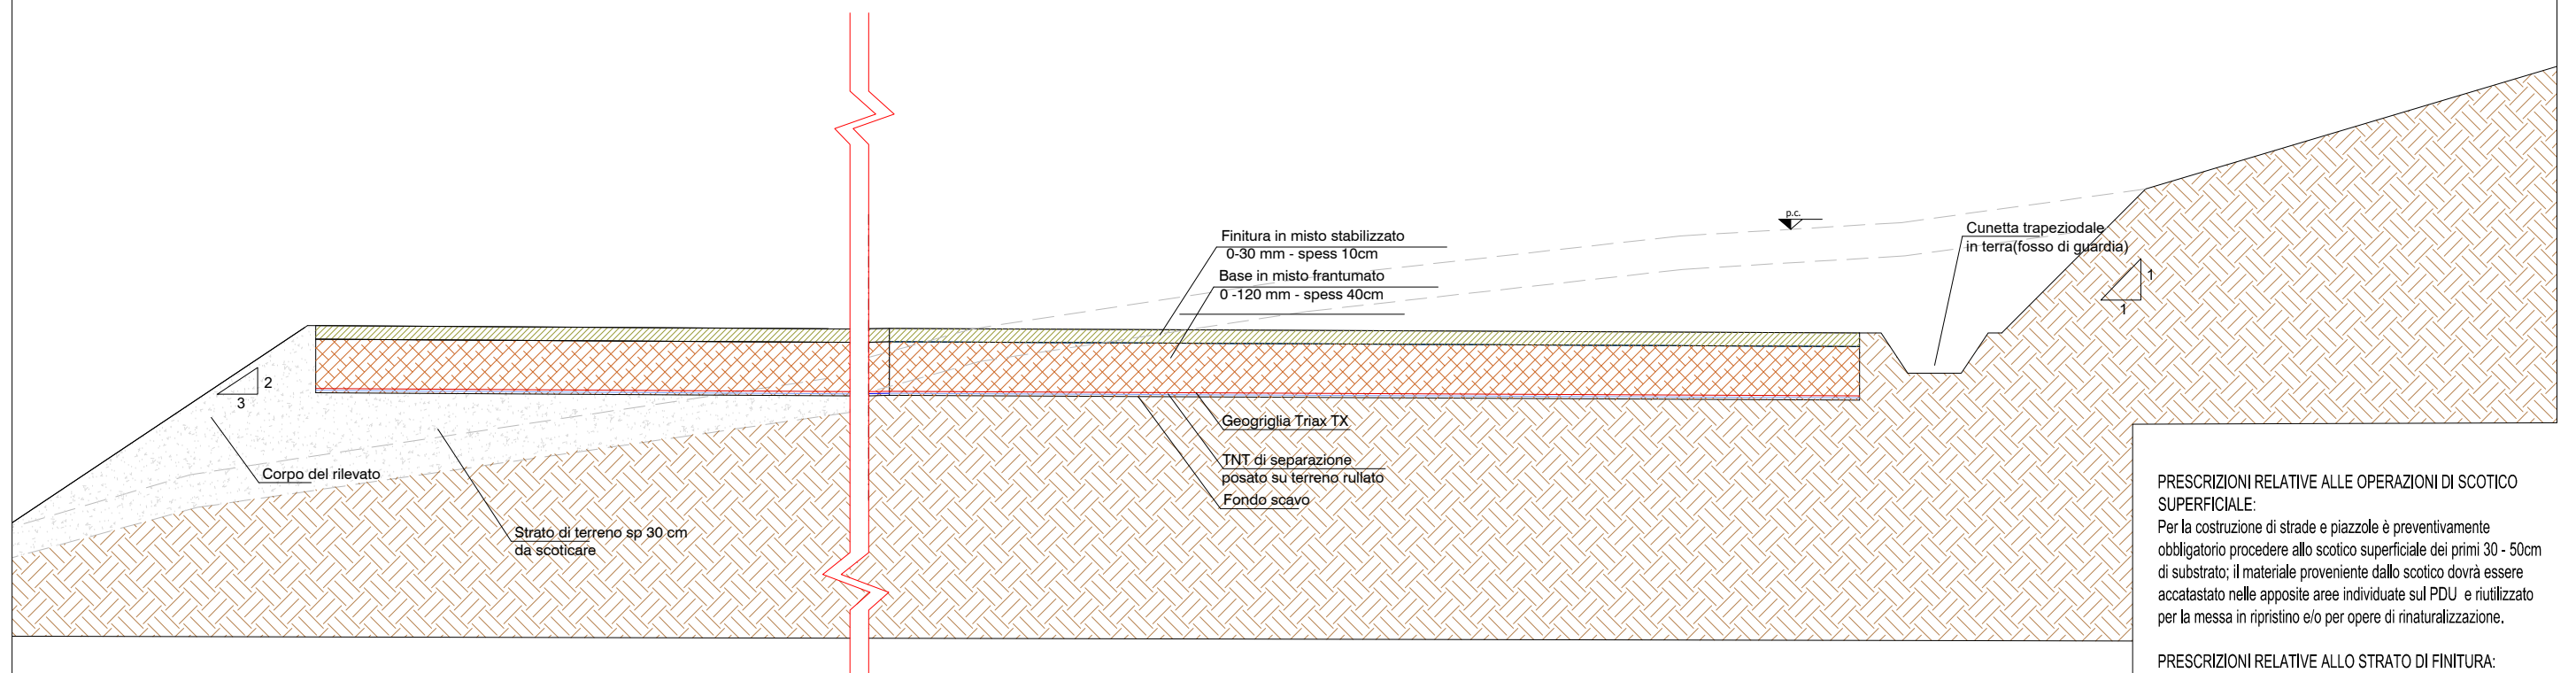 p.c.
Finitura in misto stabilizzato
0-30 mm - spess 10cm
Base in misto frantumato
0 -120 mm - spess 40cm
Cunetta trapeziodale
in terra(fosso di guardia)
1
1
2
3
Geogriglia Triax TX
TNT di separazione
posato su terreno rullato
Fondo scavo
Corpo del rilevato
Strato di terreno sp 30 cm
da scoticare
PRESCRIZIONI RELATIVE ALLE OPERAZIONI DI SCOTICO
SUPERFICIALE:
Per la costruzione di strade e piazzole è preventivamente
obbligatorio procedere allo scotico superficiale dei primi 30 - 50cm
di substrato; il materiale proveniente dallo scotico dovrà essere
accatastato nelle apposite aree individuate sul PDU e riutilizzato
per la messa in ripristino e/o per opere di rinaturalizzazione.
PRESCRIZIONI RELATIVE ALLO STRATO DI FINITURA: